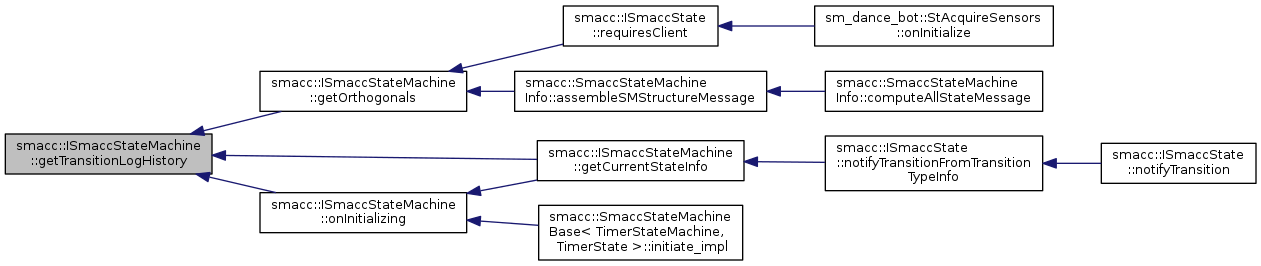 smacc::ISmaccStateMachine
::getTransitionLogHistory
smacc::ISmaccStateMachine
::getOrthogonals
smacc::ISmaccState
::requiresClient
sm_dance_bot::StAcquireSensors
::onInitialize
smacc::SmaccStateMachine
Info::assembleSMStructureMessage
smacc::SmaccStateMachine
Info::computeAllStateMessage
smacc::ISmaccStateMachine
::getCurrentStateInfo
smacc::ISmaccState
::notifyTransitionFromTransition
TypeInfo
smacc::ISmaccState
::notifyTransition
smacc::ISmaccStateMachine
::onInitializing
smacc::SmaccStateMachine
Base< TimerStateMachine,
TimerState >::initiate_impl